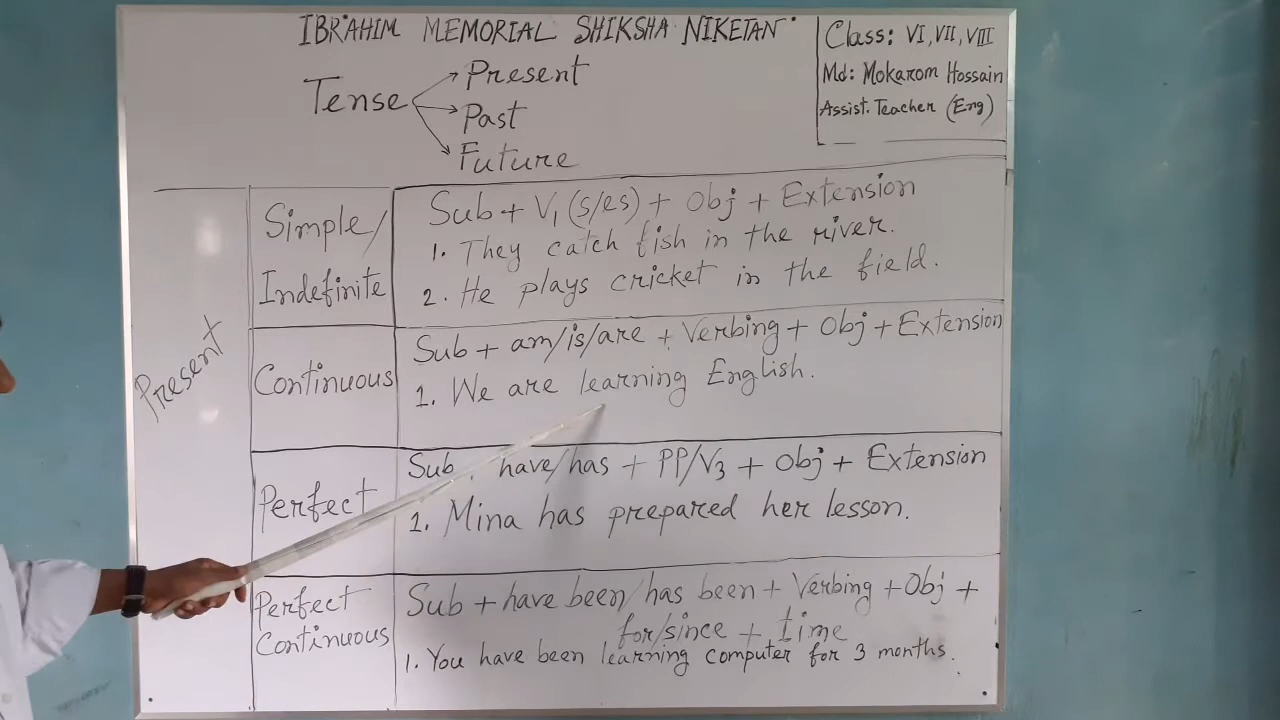 IBRAHIM MEMORIAL SHIKSHA NIKETAN
Class: VI, VII, VIII
Md: Mokarom Hossain
Assist. Teacher (Eng)
Tense
Present
Past
Future
Present
Simple/
Indefinite
Sub + V1 (s/es) + Obj + Extension
1. They catch fish in the river.
2. He plays cricket in the field.
Continuous
Sub + am/is/are + Verbing + Obj + Extension
1. We are learning English.
Perfect
Sub + have/has + PP/V3 + Obj + Extension
1. Mina has prepared her lesson.
Perfect
Continuous
Sub + have been/has been + Verbing + Obj +
for/since + time
1. You have been learning computer for 3 months.